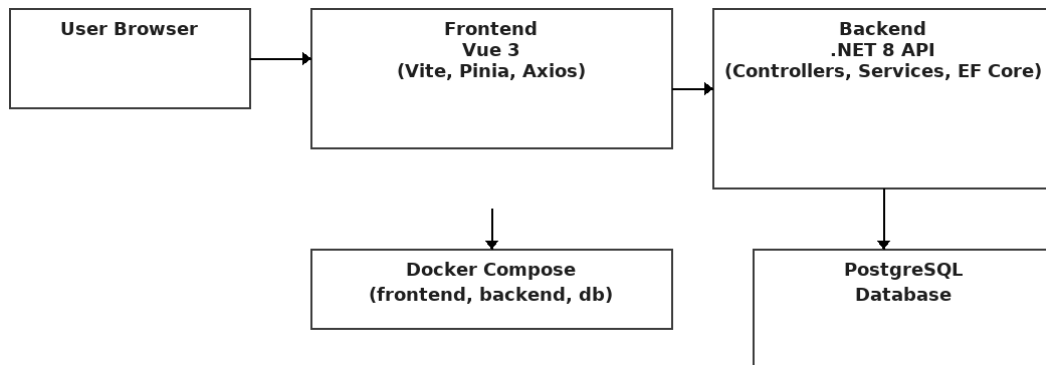 User Browser
Frontend
Vue 3
(Vite, Pinia, Axios)
Backend
.NET 8 API
(Controllers, Services, EF Core)
Docker Compose
(frontend, backend, db)
PostgreSQL
Database